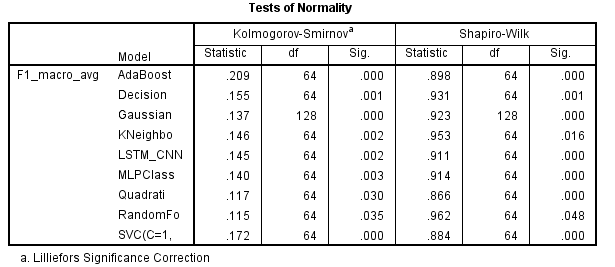 Tests of Normality
Kolmogorov-Smirnov^a Shapiro-Wilk
Model Statistic df Sig. Statistic df Sig.
F1_macro_avg AdaBoost .209 64 .000 .898 64 .000
Decision .155 64 .001 .931 64 .001
Gaussian .137 128 .000 .923 128 .000
KNeighbo .146 64 .002 .953 64 .016
LSTM_CNN .145 64 .002 .911 64 .000
MLPClass .140 64 .003 .914 64 .000
Quadrati .117 64 .030 .866 64 .000
RandomFo .115 64 .035 .962 64 .048
SVC(C=1, .172 64 .000 .884 64 .000
a. Lilliefors Significance Correction